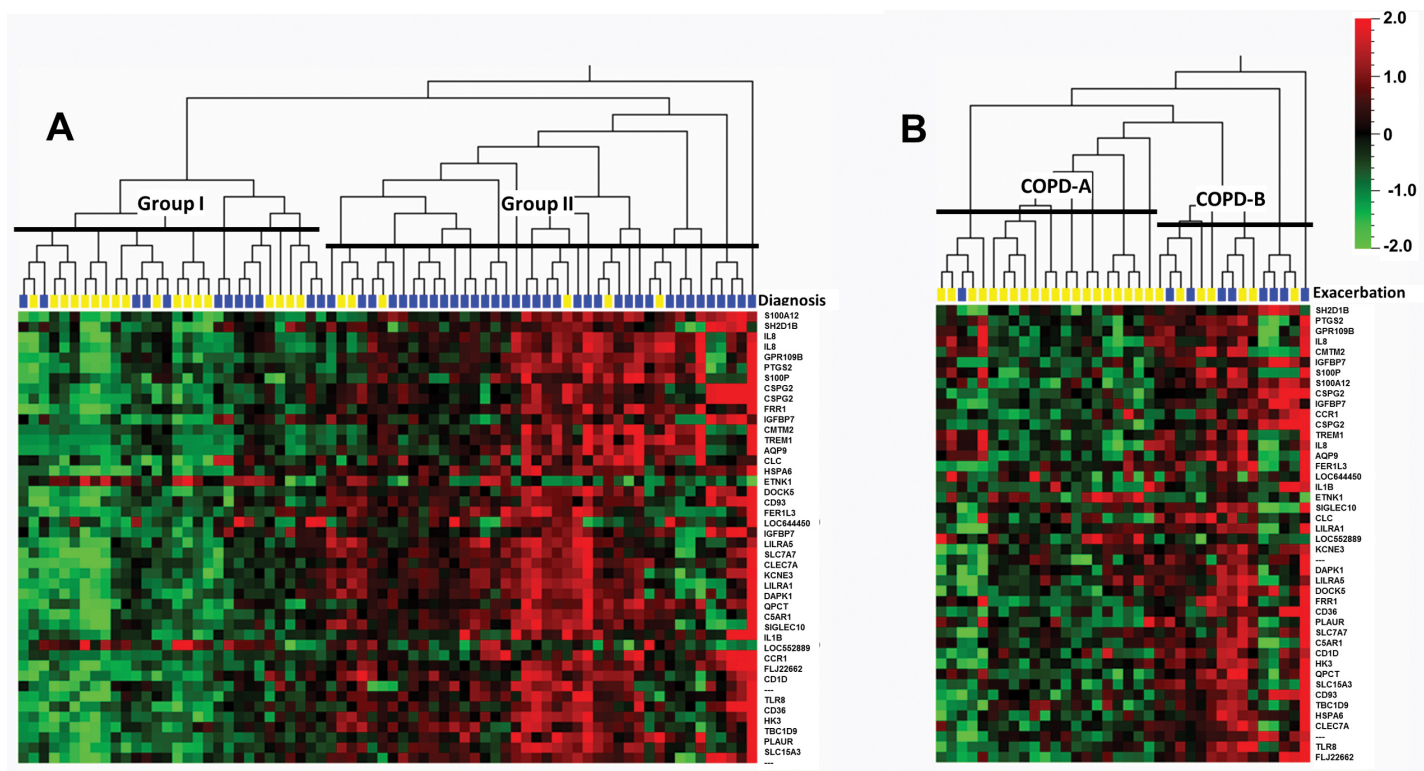 A
Group I
Group II
Diagnosis
S100A12
SH2D1B
IL8
IL8
GPR109B
PTGS2
S100P
CSPG2
CSPG2
FRR1
IGFBP7
CMTM2
TREM1
AQP9
CLC
HSPA6
ETNK1
DOCK5
CD93
FER1L3
LOC644450
IGFBP7
LILRA5
SLC7A7
CLEC7A
KCNE3
LILRA1
DAPK1
QPCT
C5AR1
SIGLEC10
IL1B
LOC552889
CCR1
FLJ22662
CD1D
---
TLR8
CD36
HK3
TBC1D9
PLAUR
SLC15A3
---
B
COPD-A
COPD-B
Exacerbation
SH2D1B
PTGS2
GPR109B
IL8
CMTM2
IGFBP7
S100P
S100A12
CSPG2
IGFBP7
CCR1
CSPG2
TREM1
IL8
AQP9
FER1L3
LOC644450
IL1B
ETNK1
SIGLEC10
CLC
LILRA1
LOC552889
KCNE3
---
DAPK1
LILRA5
DOCK5
FRR1
CD36
PLAUR
SLC7A7
C5AR1
CD1D
HK3
QPCT
SLC15A3
CD93
TBC1D9
HSPA6
CLEC7A
---
TLR8
FLJ22662
2.0
1.0
0
-1.0
-2.0